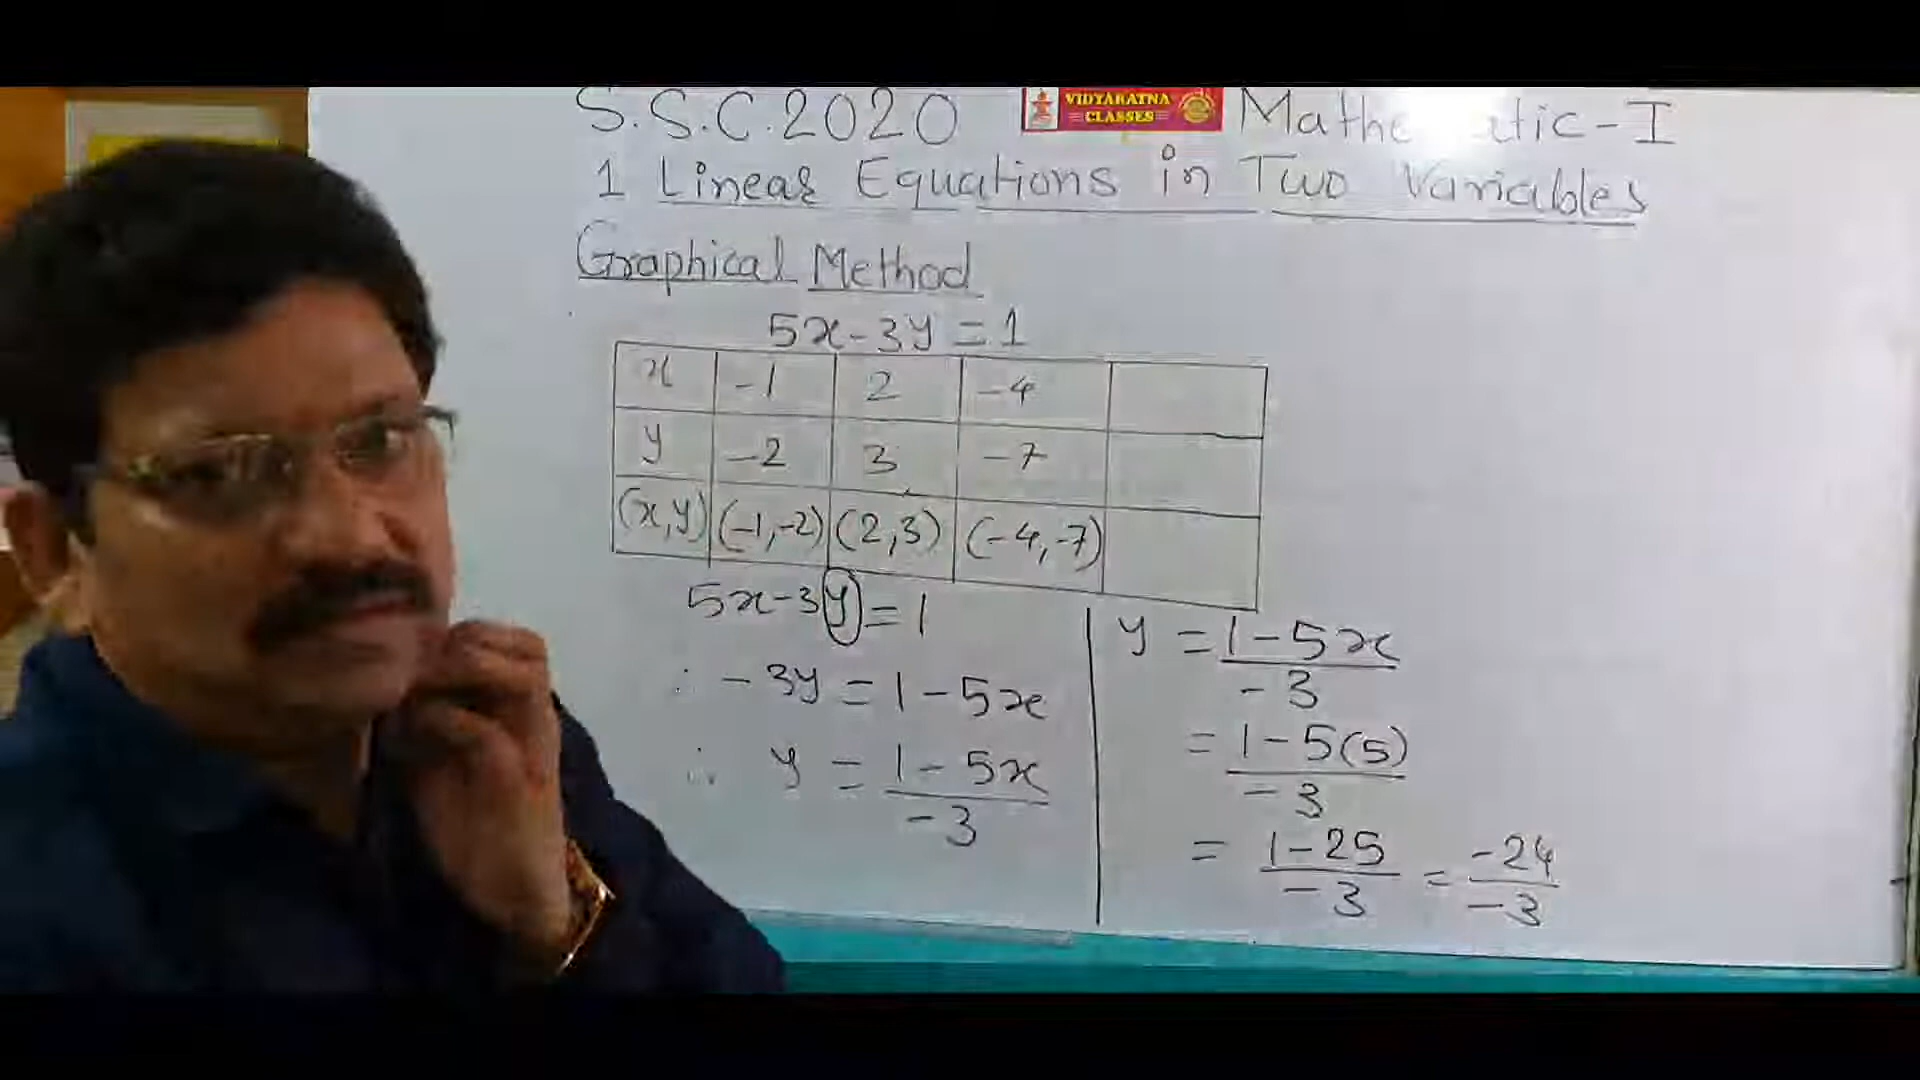 S.S.C.2020 VIDYARATNA CLASSES Mathe atic-I
1 Linear Equations in Two Variables
Graphical Method
5x-3y=1
x -1 2 -4
y -2 3 -7
(x,y) (-1,-2) (2,3) (-4,-7)
5x-3y=1
∴ -3y=1-5x
∴ y = 1-5x / -3
y = 1-5x / -3
= 1-5(5) / -3
= 1-25 / -3 = -24 / -3